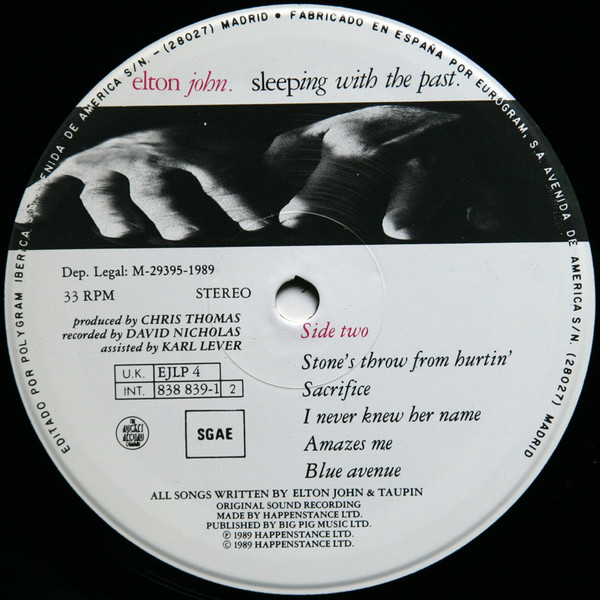 EDITADO POR POLYGRAM IBERICA, S.A. AVENIDA DE AMERICA S/N. - (28027) MADRID • FABRICADO EN ESPAÑA POR EUROGRAM, S.A. AVENIDA DE AMERICA S/N. (28027) MADRID
elton john. sleeping with the past.
Dep. Legal: M-29395-1989
33 RPM STEREO
produced by CHRIS THOMAS
recorded by DAVID NICHOLAS
assisted by KARL LEVER
U.K. EJLP 4
INT. 838 839-1 2
THE ROCKET RECORD COMPANY
SGAE
Side two
Stone's throw from hurtin'
Sacrifice
I never knew her name
Amazes me
Blue avenue
ALL SONGS WRITTEN BY ELTON JOHN & TAUPIN
ORIGINAL SOUND RECORDING
MADE BY HAPPENSTANCE LTD.
PUBLISHED BY BIG PIG MUSIC LTD.
℗ 1989 HAPPENSTANCE LTD.
© 1989 HAPPENSTANCE LTD.